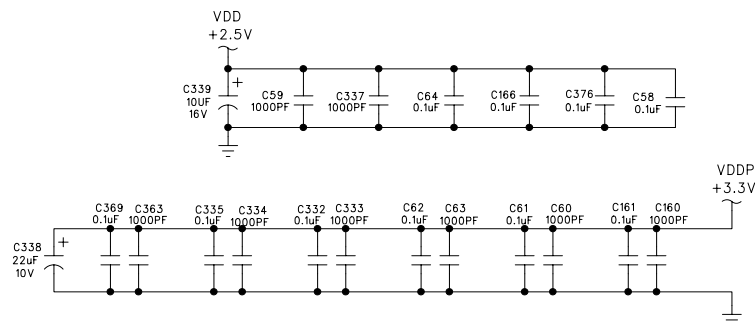 VDD
+2.5V
+
C339
10UF
16V
C59
1000PF
C337
1000PF
C64
0.1uF
C166
0.1uF
C376
0.1uF
C58
0.1uF
VDDP
+3.3V
C369
0.1uF
C363
1000PF
C335
0.1uF
C334
1000PF
C332
0.1uF
C333
1000PF
C62
0.1uF
C63
1000PF
C61
0.1uF
C60
1000PF
C161
0.1uF
C160
1000PF
+
C338
22uF
10V